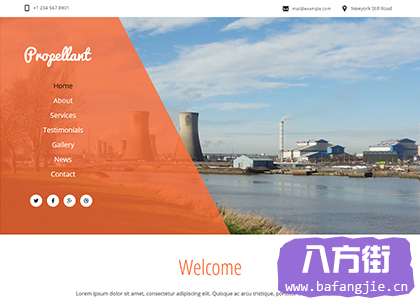 +1 234 567 8901
mail@example.com
Newyork Still Road
Propellant
Home
About
Services
Testimonials
Gallery
News
Contact
Welcome
Lorem ipsum dolor sit amet, consectetur adipiscing elit. Quisque ac arcu tristique,
八方街
www.bafangjie.cn